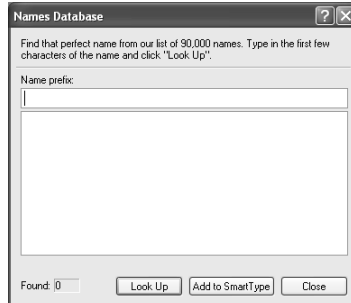 Names Database
Find that perfect name from our list of 90,000 names. Type in the first few
characters of the name and click "Look Up".
Name prefix:
Found: 0
Look Up
Add to SmartType
Close